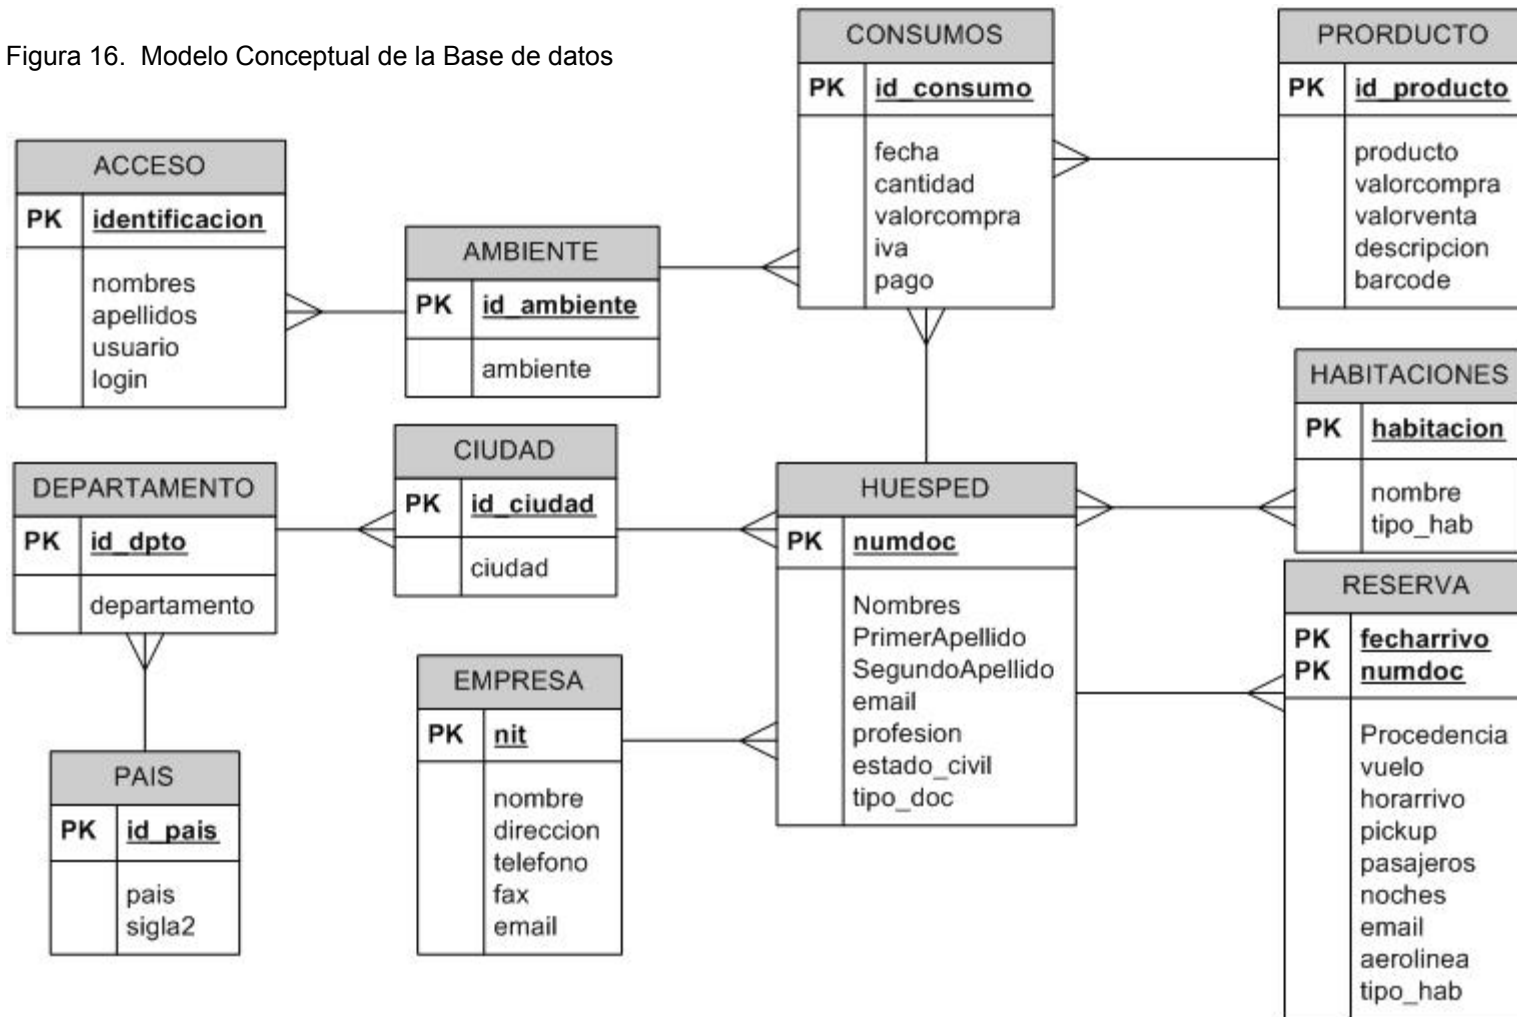 Figura 16. Modelo Conceptual de la Base de datos
CONSUMOS
PK id_consumo
fecha
cantidad
valorcompra
iva
pago
PRORDUCTO
PK id_producto
producto
valorcompra
valorventa
descripcion
barcode
ACCESO
PK identificacion
nombres
apellidos
usuario
login
AMBIENTE
PK id_ambiente
ambiente
HABITACIONES
PK habitacion
nombre
tipo_hab
DEPARTAMENTO
PK id_dpto
departamento
CIUDAD
PK id_ciudad
ciudad
HUESPED
PK numdoc
Nombres
PrimerApellido
SegundoApellido
email
profesion
estado_civil
tipo_doc
RESERVA
PK fecharrivo
PK numdoc
Procedencia
vuelo
horarrivo
pickup
pasajeros
noches
email
aerolinea
tipo_hab
EMPRESA
PK nit
nombre
direccion
telefono
fax
email
PAIS
PK id_pais
pais
sigla2